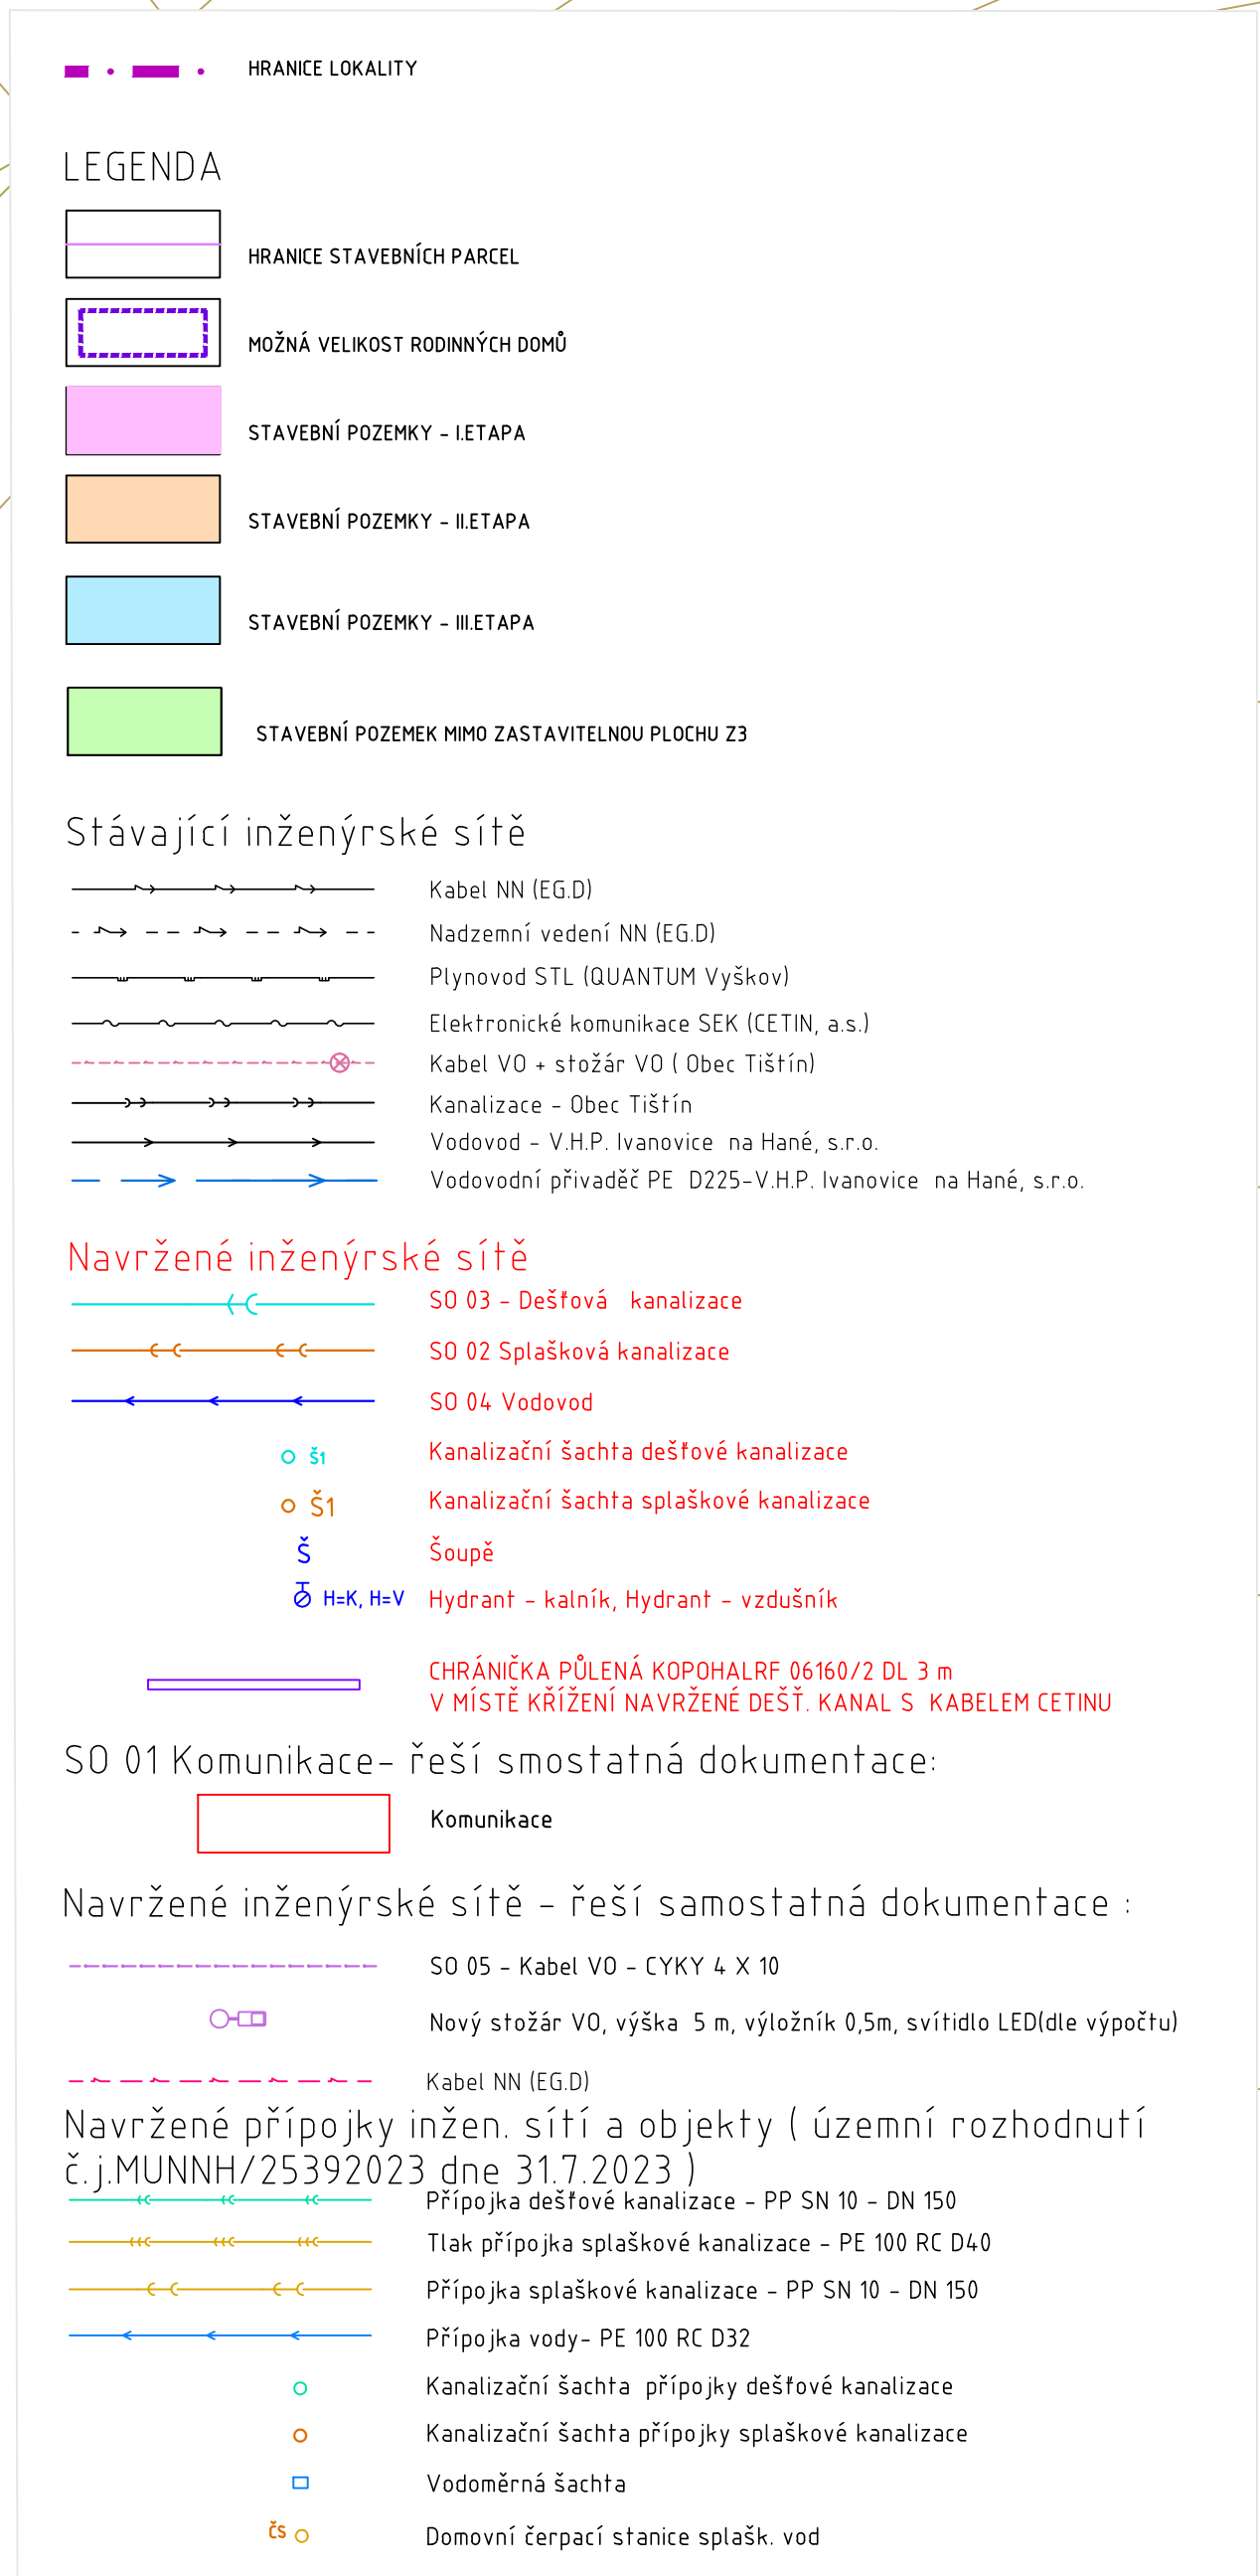 HRANICE LOKALITY
LEGENDA
HRANICE STAVEBNÍCH PARCEL
MOŽNÁ VELIKOST RODINNÝCH DOMŮ
STAVEBNÍ POZEMKY - I.ETAPA
STAVEBNÍ POZEMKY - II.ETAPA
STAVEBNÍ POZEMKY - III.ETAPA
STAVEBNÍ POZEMEK MIMO ZASTAVITELNOU PLOCHU Z3
Stávající inženýrské sítě
Kabel NN (EG.D)
Nadzemní vedení NN (EG.D)
Plynovod STL (QUANTUM Vyškov)
Elektronické komunikace SEK (CETIN, a.s.)
Kabel VO + stožár VO ( Obec Tištín)
Kanalizace - Obec Tištín
Vodovod - V.H.P. Ivanovice na Hané, s.r.o.
Vodovodní přivaděč PE D225-V.H.P. Ivanovice na Hané, s.r.o.
Navržené inženýrské sítě
SO 03 - Dešťová kanalizace
SO 02 Splašková kanalizace
SO 04 Vodovod
Š1 Kanalizační šachta dešťové kanalizace
Š1 Kanalizační šachta splaškové kanalizace
Š Šoupě
H=K, H=V Hydrant - kalník, Hydrant - vzdušník
CHRÁNIČKA PŮLENÁ KOPOHALRF 06160/2 DL 3 m
V MÍSTĚ KŘÍŽENÍ NAVRŽENÉ DEŠŤ. KANAL S KABELEM CETINU
SO 01 Komunikace- řeší smostatná dokumentace:
Komunikace
Navržené inženýrské sítě - řeší samostatná dokumentace :
SO 05 - Kabel VO - CYKY 4 X 10
Nový stožár VO, výška 5 m, výložník 0,5m, svítidlo LED(dle výpočtu)
Kabel NN (EG.D)
Navržené přípojky inžen. sítí a objekty ( územní rozhodnutí
č.j.MUNNH/25392023 dne 31.7.2023 )
Přípojka dešťové kanalizace - PP SN 10 - DN 150
Tlak přípojka splaškové kanalizace - PE 100 RC D40
Přípojka splaškové kanalizace - PP SN 10 - DN 150
Přípojka vody- PE 100 RC D32
Kanalizační šachta přípojky dešťové kanalizace
Kanalizační šachta přípojky splaškové kanalizace
Vodoměrná šachta
ČS Domovní čerpací stanice splašk. vod